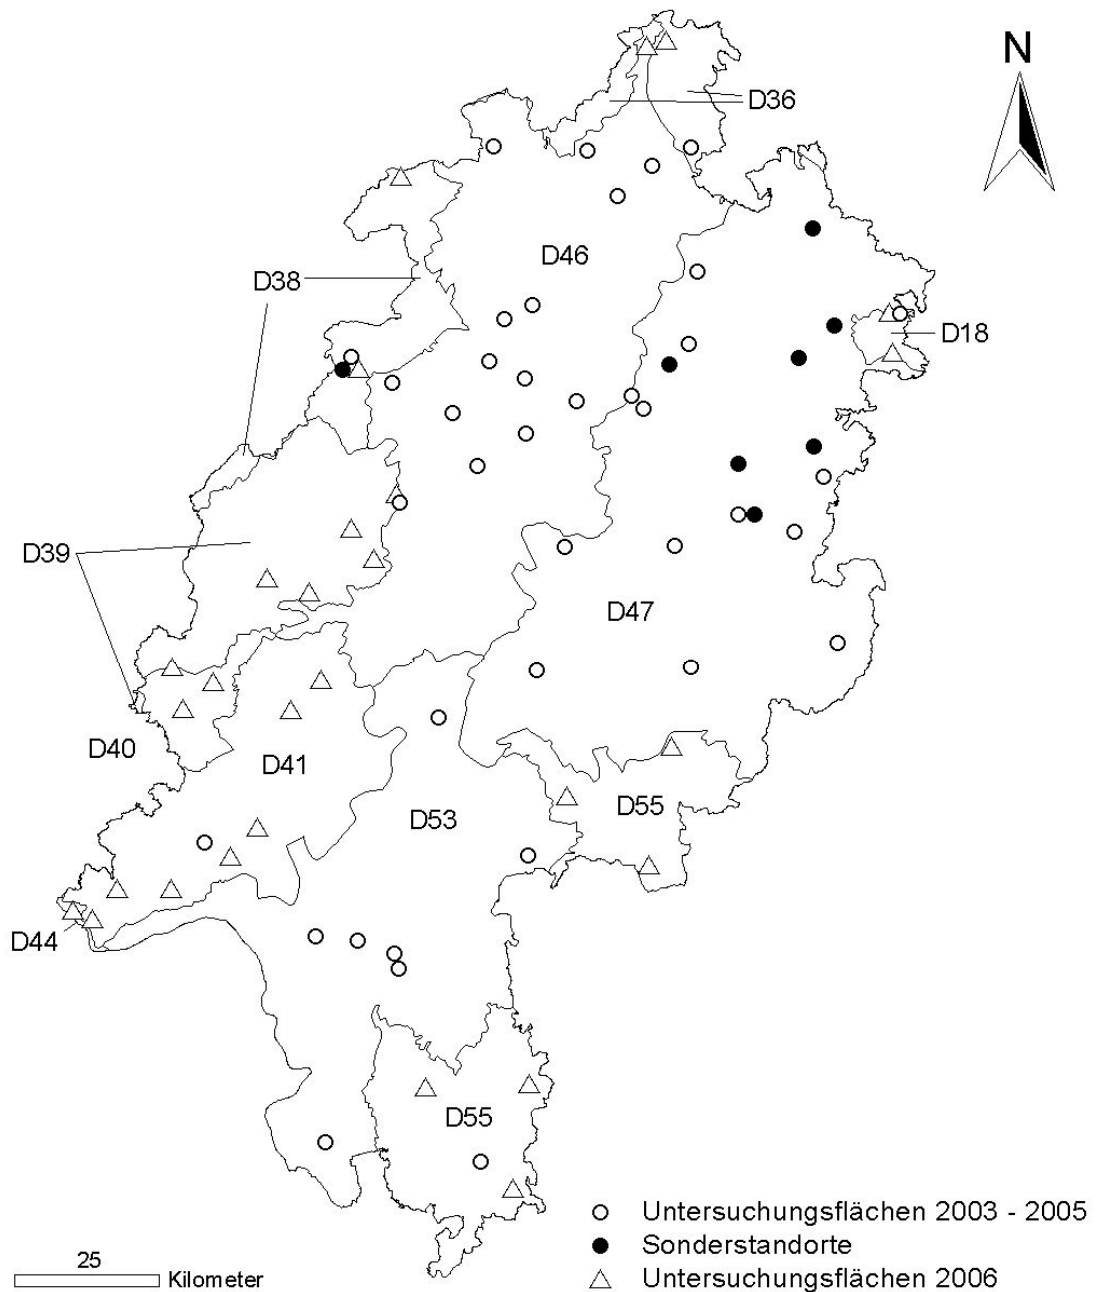 N
D36
D46
D38
D18
D39
D47
D40
D41
D55
D53
D44
D55
Untersuchungsflächen 2003 - 2005
Sonderstandorte
25
Kilometer
Untersuchungsflächen 2006